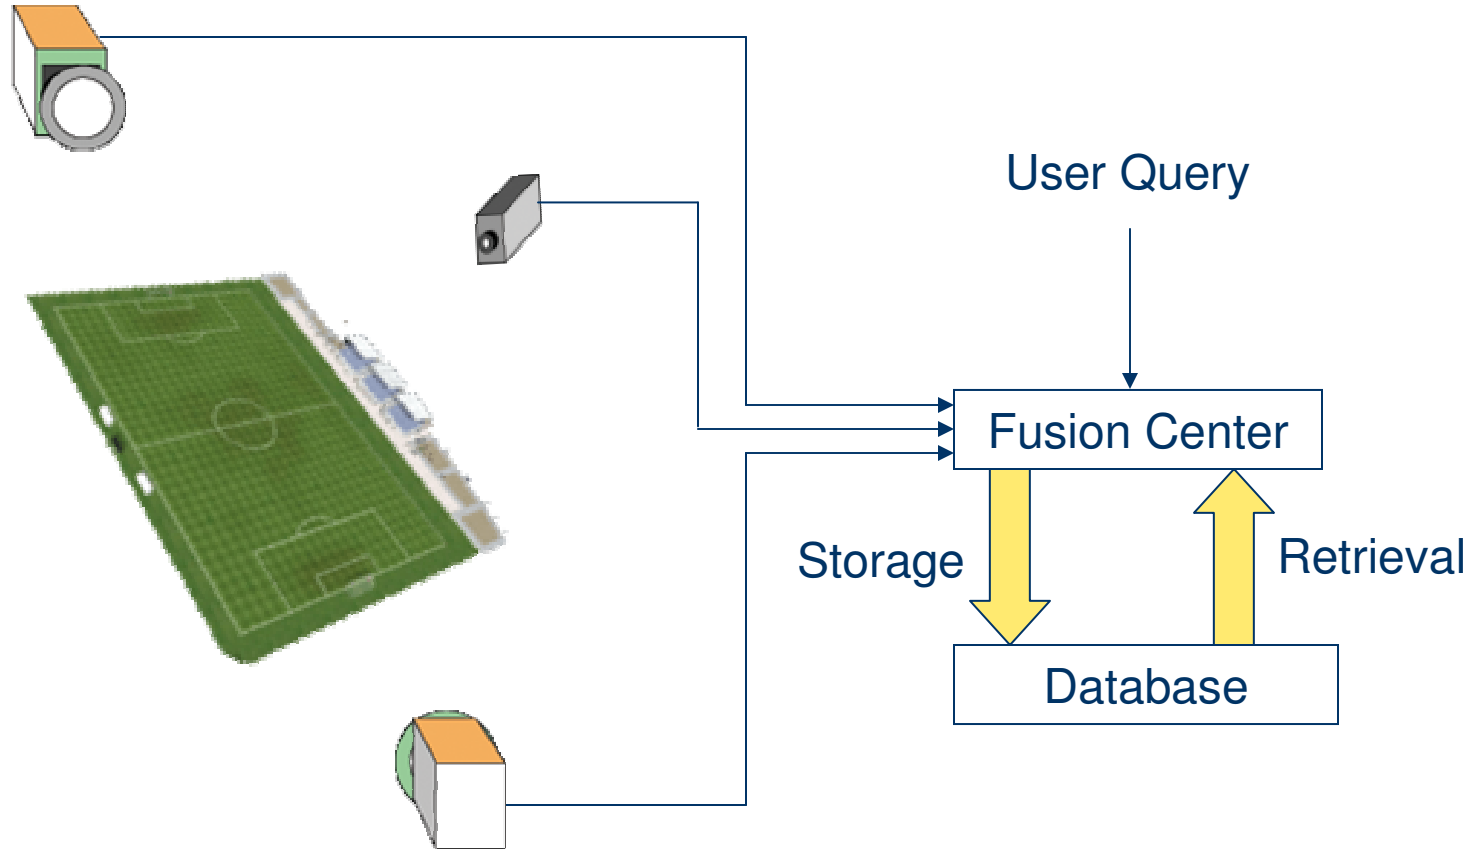 User Query
Fusion Center
Storage
Retrieval
Database